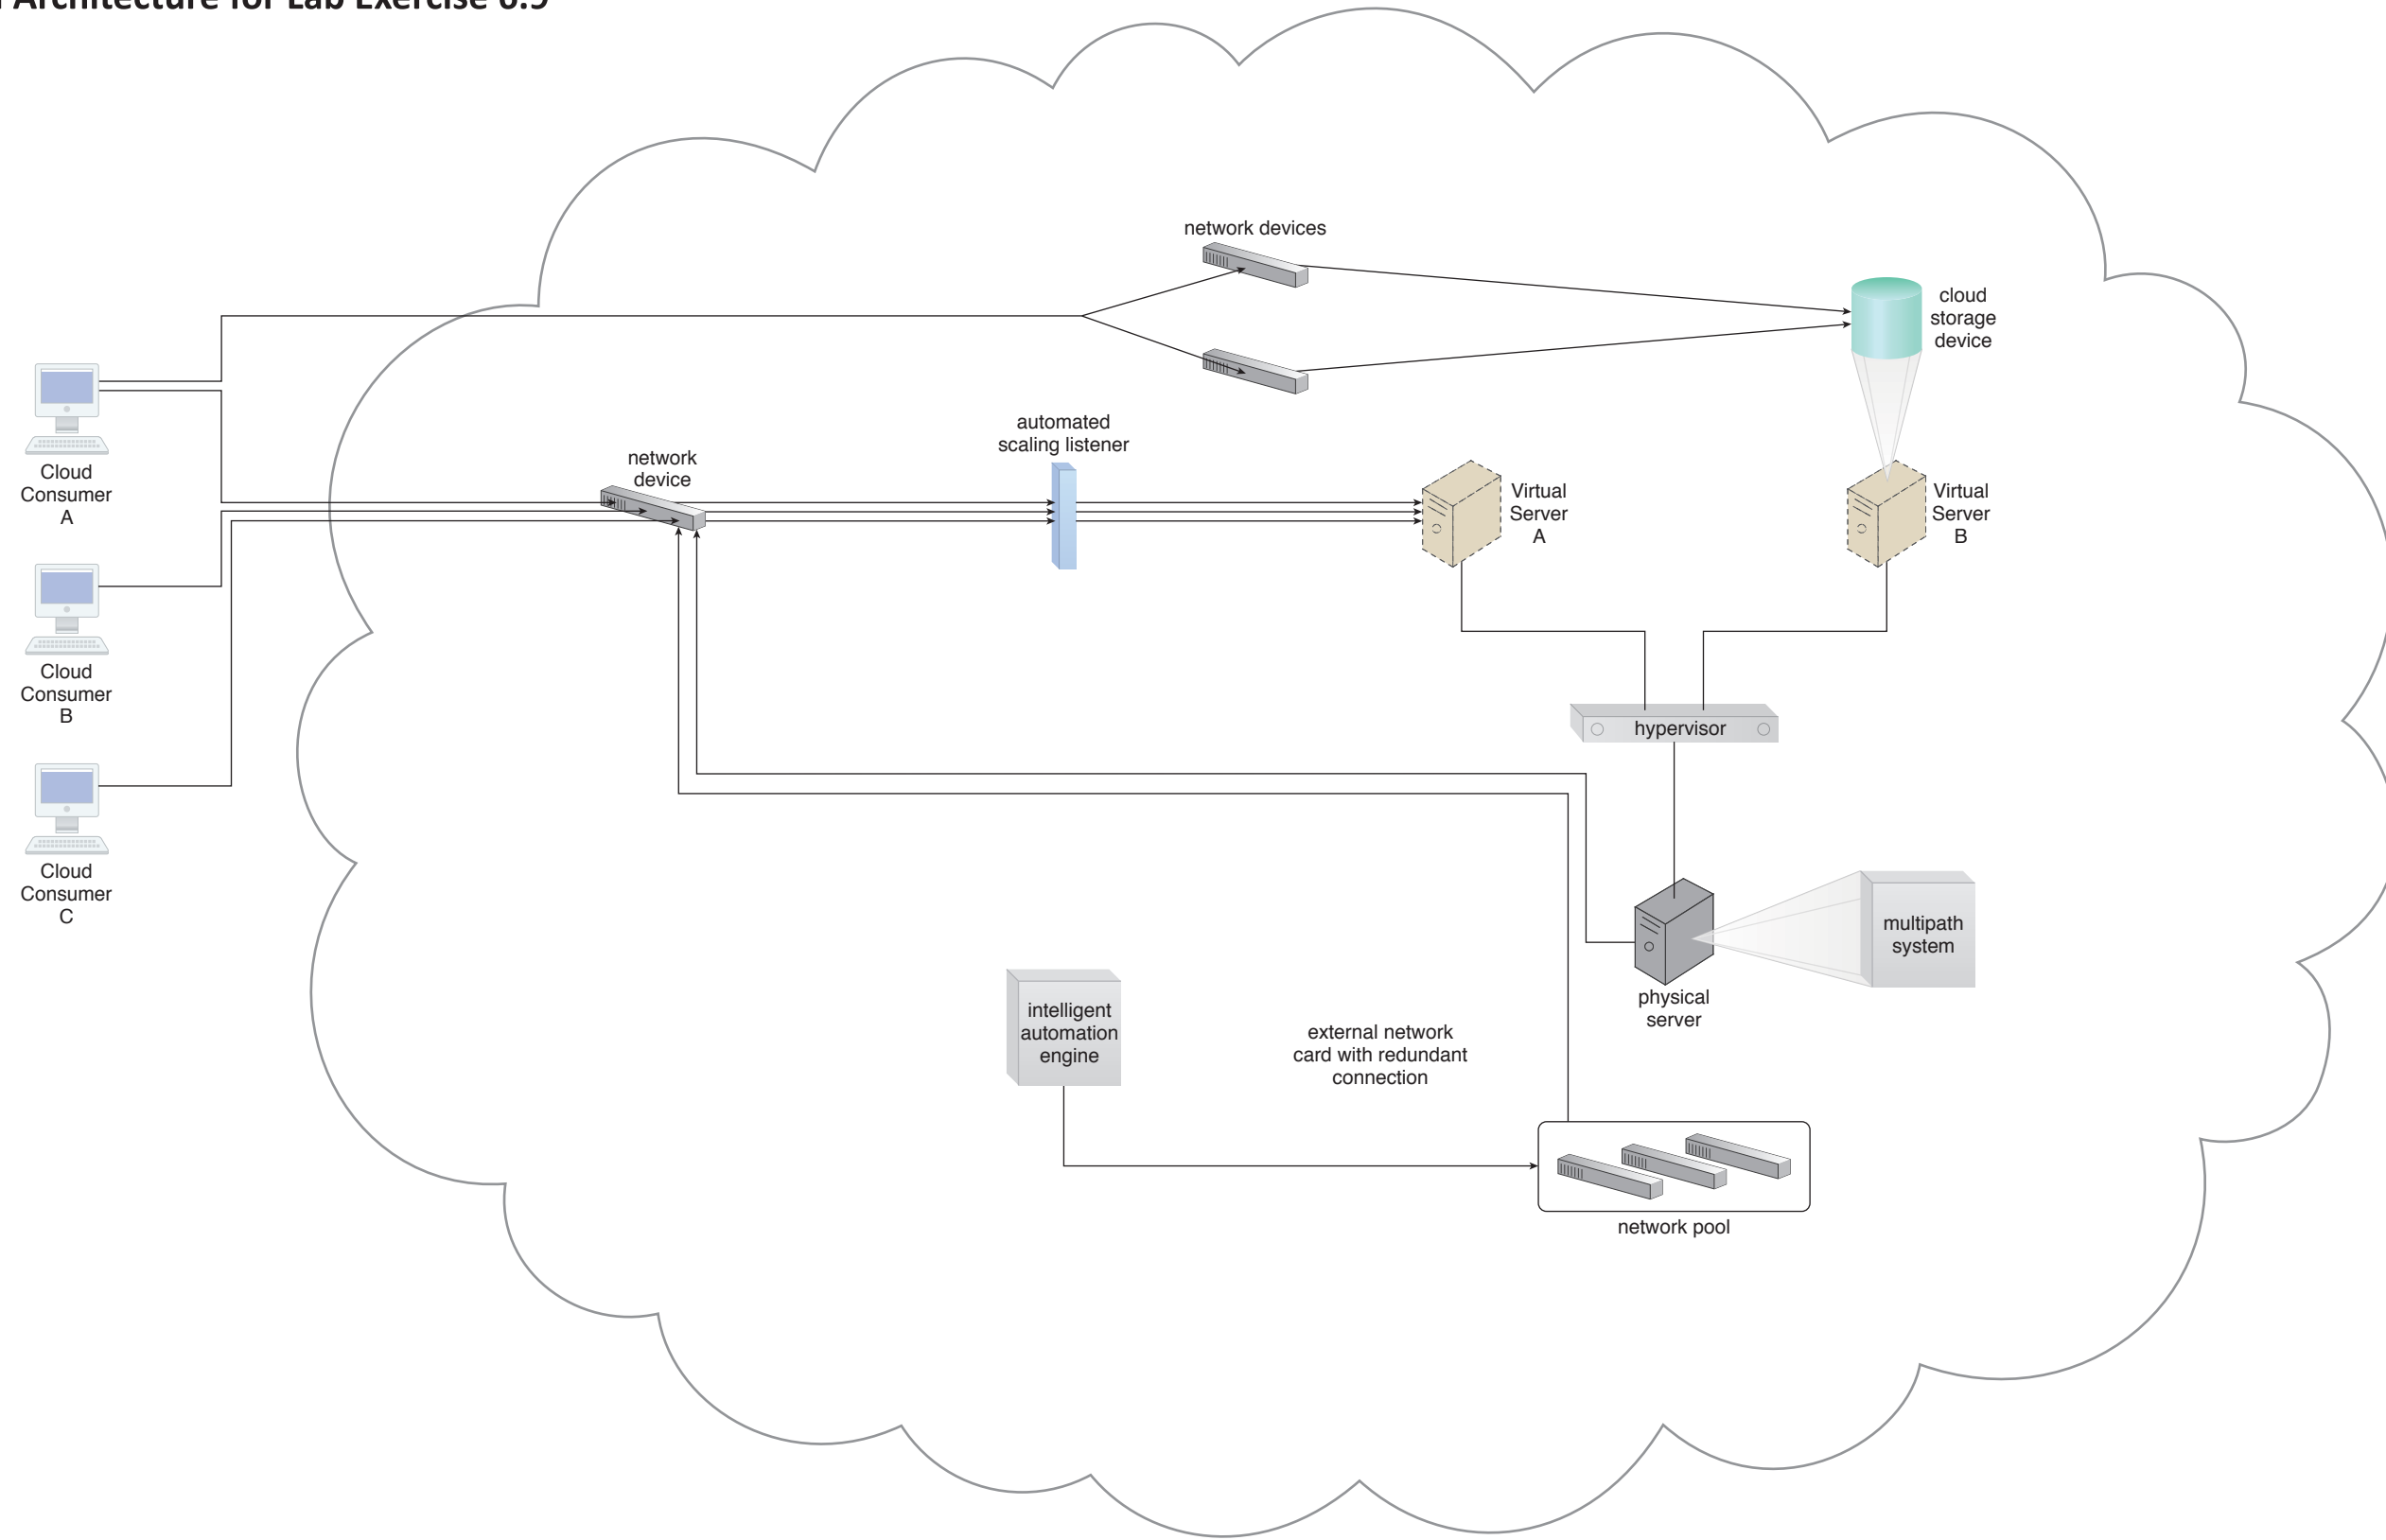 Architecture for Lab Exercise 6.9
network devices
cloud
storage
device
automated
scaling listener
network
device
Cloud
Consumer
A
Virtual
Server
A
Virtual
Server
B
Cloud
Consumer
B
hypervisor
Cloud
Consumer
C
multipath
system
physical
server
intelligent
automation
engine
external network
card with redundant
connection
network pool